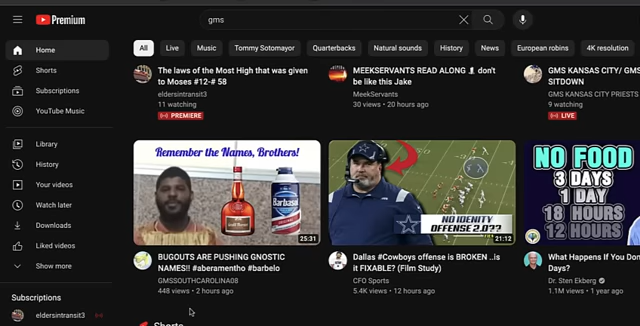 Premium
gms
All
Live
Music
Tommy Sotomayor
Quarterbacks
Natural sounds
History
News
European robins
4K resolution
Home
Shorts
Subscriptions
YouTube Music
Library
History
Your videos
Watch later
Downloads
Liked videos
Show more
Subscriptions
eldersintransit3
The laws of the Most High that was given
to Moses #12-# 58
eldersintransit3
11 watching
PREMIERE
MEEKSERVANTS READ ALONG don't
be like this Jake
MeekServants
30 views • 20 hours ago
GMS KANSAS CITY/ GMS
SITDOWN
GMS KANSAS CITY PRIESTS
9 watching
LIVE
Remember the Names, Brothers!
Barbasol
25:31
BUGOUTS ARE PUSHING GNOSTIC
NAMES!! #aberamentho #barbelo
GMSSOUTHCAROLINA08
448 views • 2 hours ago
NO IDENITY
OFFENSE 2.0??
21:12
Dallas #Cowboys offense is BROKEN ..is
it FIXABLE? (Film Study)
CFO Sports
5.4K views • 12 hours ago
NO FOOD
3 DAYS
1 DAY
18 HOURS
12 HOURS
What Happens If You Don
Days?
Dr. Sten Ekberg
1.1M views • 1 year ago
Shorts